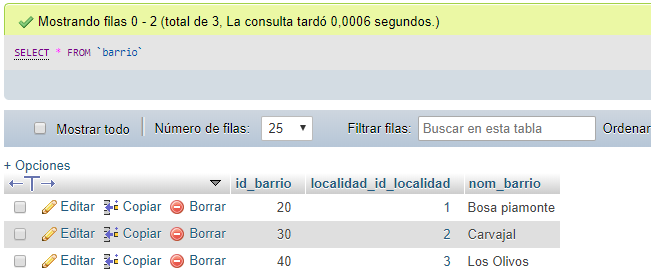 Mostrando filas 0 - 2 (total de 3, La consulta tardó 0,0006 segundos.)
SELECT * FROM `barrio`
Mostrar todo Número de filas: 25 Filtrar filas: Buscar en esta tabla Ordenar
+ Opciones
←T→ id_barrio localidad_id_localidad nom_barrio
Editar Copiar Borrar 20 1 Bosa piamonte
Editar Copiar Borrar 30 2 Carvajal
Editar Copiar Borrar 40 3 Los Olivos